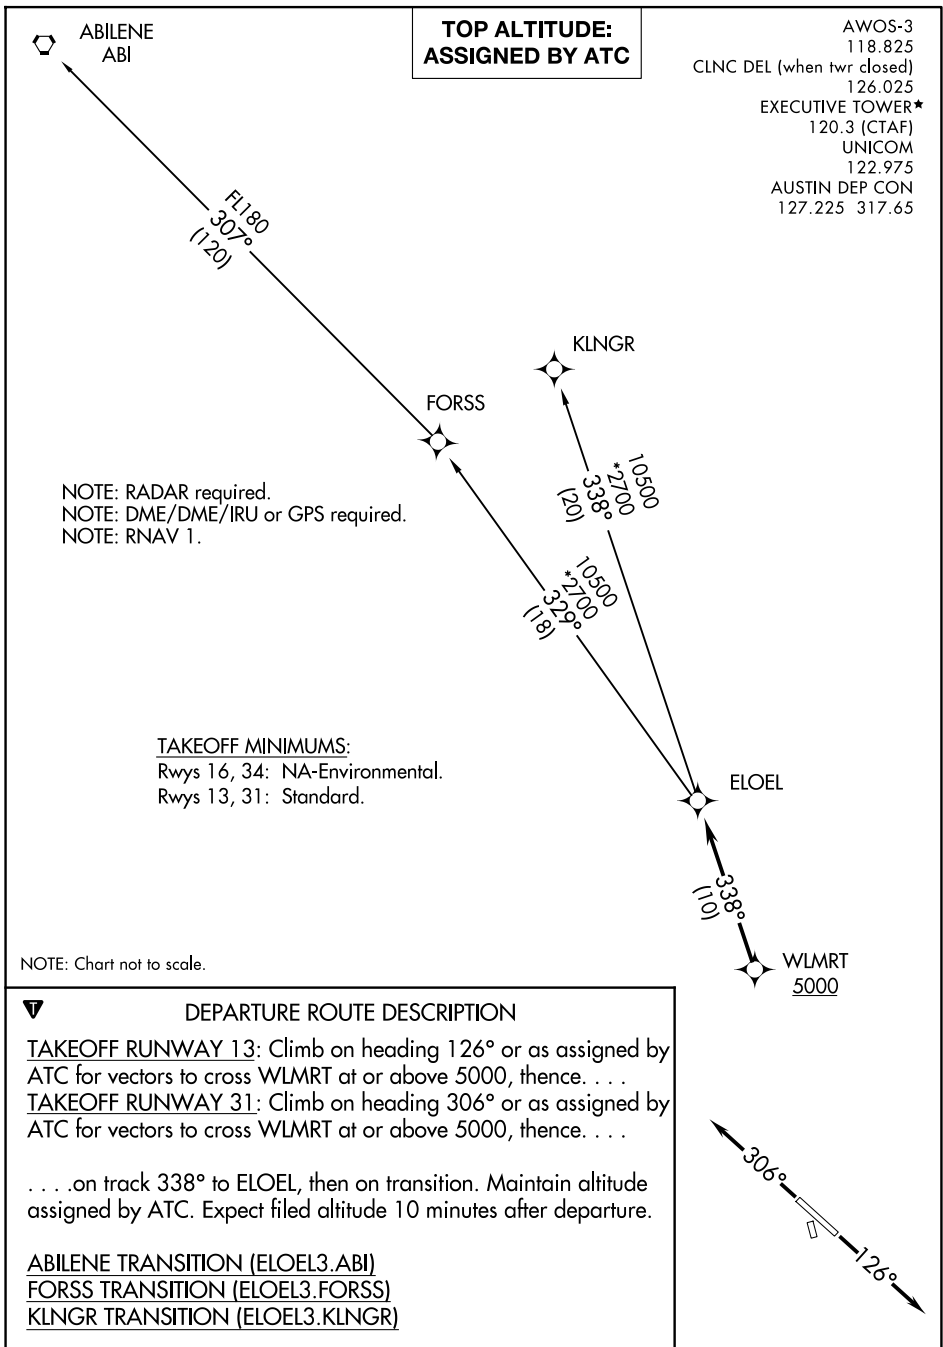 ABILENE
ABI
TOP ALTITUDE:
ASSIGNED BY ATC
AWOS-3
118.825
CLNC DEL (when twr closed)
126.025
EXECUTIVE TOWER★
120.3 (CTAF)
UNICOM
122.975
AUSTIN DEP CON
127.225 317.65
FL180
307°
(120)
KLNGR
FORSS
10500
*2700
338°
(20)
NOTE: RADAR required.
NOTE: DME/DME/IRU or GPS required.
NOTE: RNAV 1.
10500
*2700
329°
(18)
TAKEOFF MINIMUMS:
Rwys 16, 34: NA-Environmental.
Rwys 13, 31: Standard.
ELOEL
338°
(10)
NOTE: Chart not to scale.
WLMRT
5000
T
DEPARTURE ROUTE DESCRIPTION
TAKEOFF RUNWAY 13: Climb on heading 126° or as assigned by
ATC for vectors to cross WLMRT at or above 5000, thence. . . .
TAKEOFF RUNWAY 31: Climb on heading 306° or as assigned by
ATC for vectors to cross WLMRT at or above 5000, thence. . . .
. . . .on track 338° to ELOEL, then on transition. Maintain altitude
assigned by ATC. Expect filed altitude 10 minutes after departure.
ABILENE TRANSITION (ELOEL3.ABI)
FORSS TRANSITION (ELOEL3.FORSS)
KLNGR TRANSITION (ELOEL3.KLNGR)
306°
126°